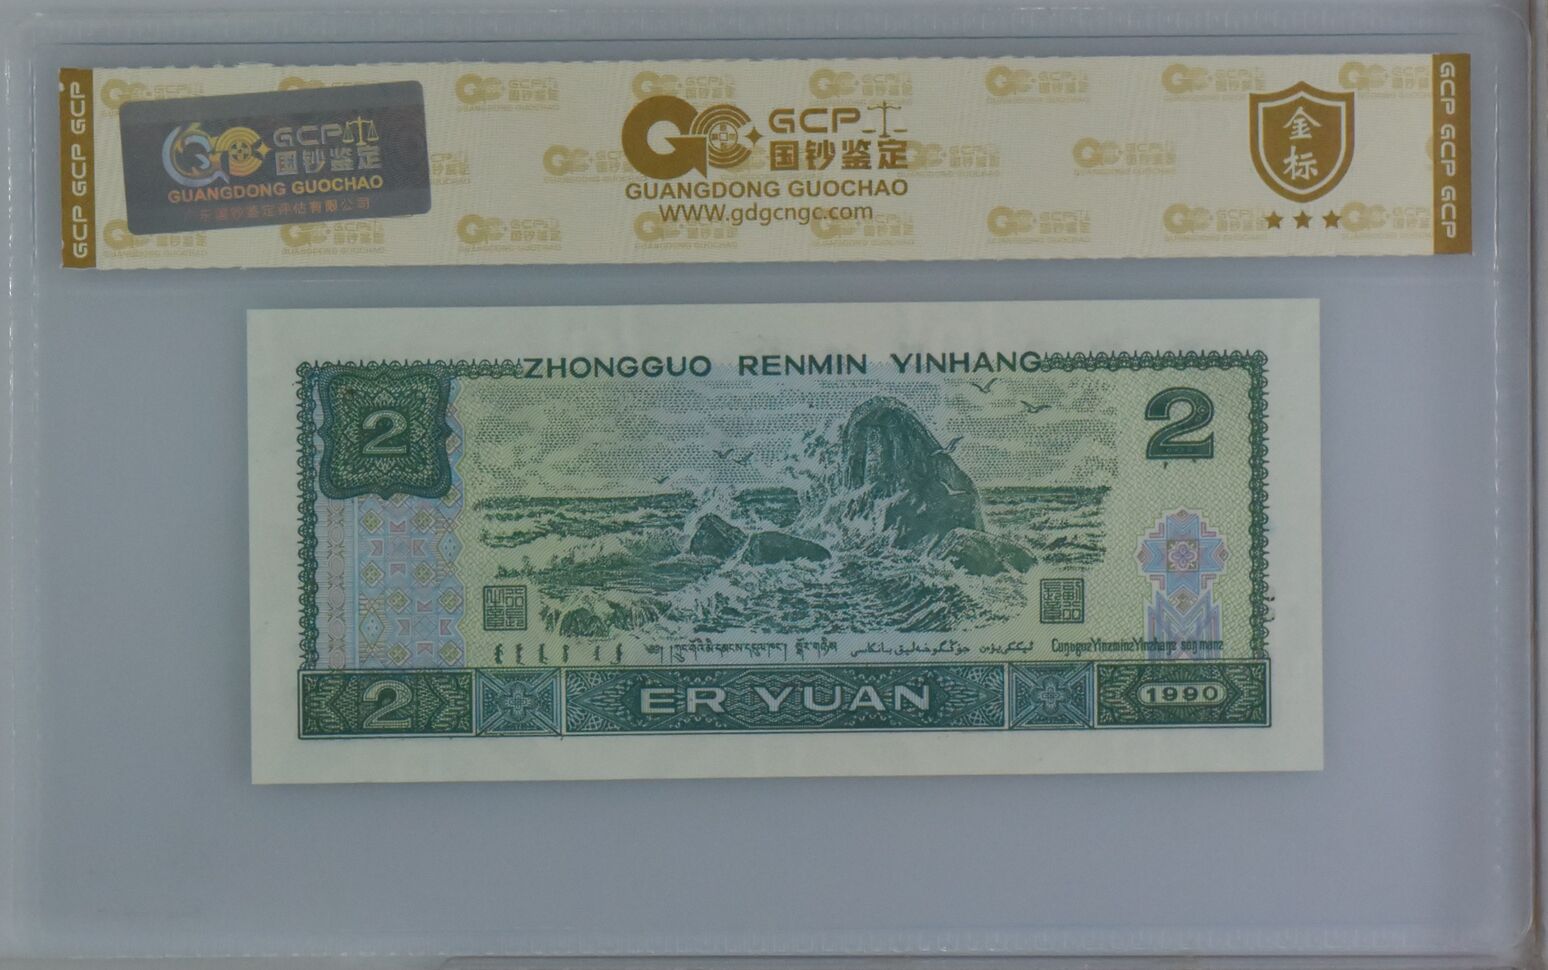 GCP GCP GCP
GCP
国钞鉴定
GUANGDONG GUOCHAO
广东国钞鉴定评估有限公司
GCP
国钞鉴定
GUANGDONG GUOCHAO
WWW.gdgcngc.com
金标
GCP GCP GCP
ZHONGGUO RENMIN YINHANG
2
2
2
ER YUAN
1990